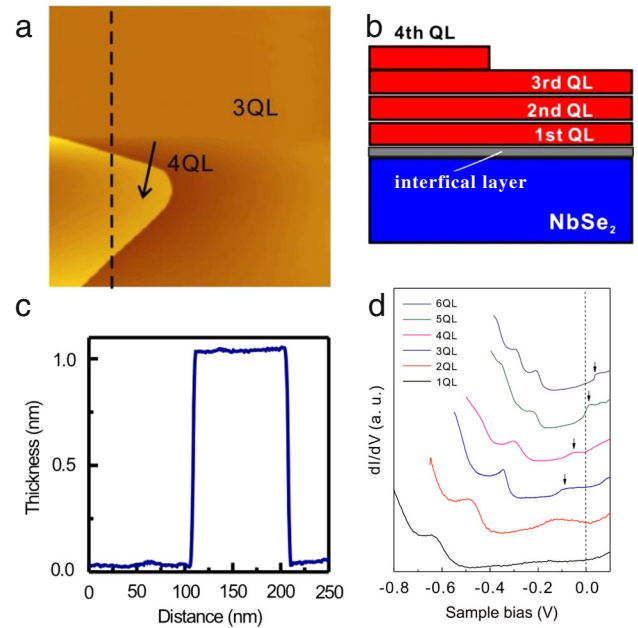 a
3QL
4QL
b
4th QL
3rd QL
2nd QL
1st QL
interfical layer
NbSe₂
c
Thickness (nm)
1.0
0.5
0.0
0 50 100 150 200 250
Distance (nm)
d
6QL
5QL
4QL
3QL
2QL
1QL
dI/dV (a. u.)
-0.8 -0.6 -0.4 -0.2 0.0
Sample bias (V)